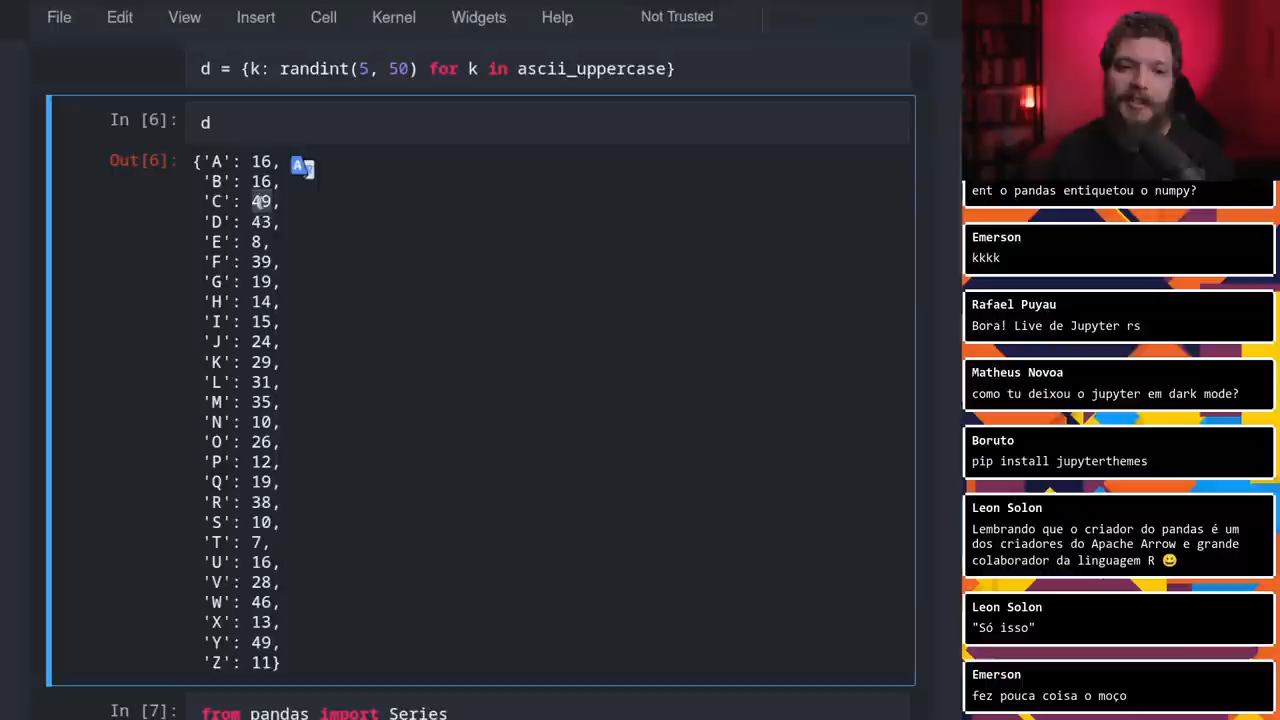 File Edit View Insert Cell Kernel Widgets Help Not Trusted
d = {k: randint(5, 50) for k in ascii_uppercase}
In [6]: d
Out[6]: {'A': 16,
'B': 16,
'C': 49,
'D': 43,
'E': 8,
'F': 39,
'G': 19,
'H': 14,
'I': 15,
'J': 24,
'K': 29,
'L': 31,
'M': 35,
'N': 10,
'O': 26,
'P': 12,
'Q': 19,
'R': 38,
'S': 10,
'T': 7,
'U': 16,
'V': 28,
'W': 46,
'X': 13,
'Y': 49,
'Z': 11}
In [7]: from pandas import Series
ent o pandas entiquetou o numpy?
Emerson
kkkk
Rafael Puyau
Bora! Live de Jupyter rs
Matheus Novoa
como tu deixou o jupyter em dark mode?
Boruto
pip install jupyterthemes
Leon Solon
Lembrando que o criador do pandas é um
dos criadores do Apache Arrow e grande
colaborador da linguagem R 😀
Leon Solon
"Só isso"
Emerson
fez pouca coisa o moço